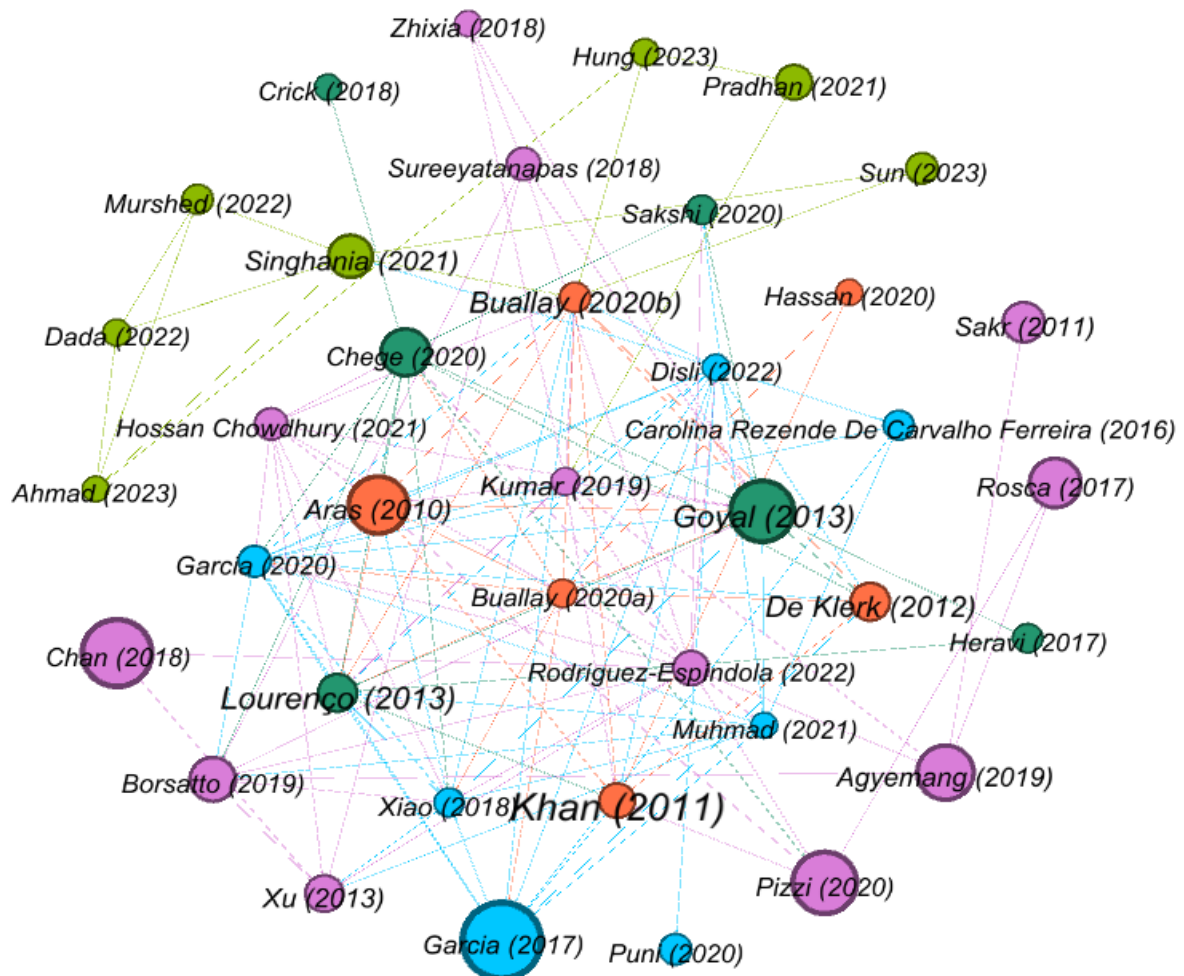 Zhixia (2018)
Hung (2023)
Pradhan (2021)
Crick (2018)
Sureeyatanapas (2018)
Sun (2023)
Murshed (2022)
Sakshi (2020)
Singhania (2021)
Buallay (2020b)
Hassan (2020)
Sakr (2011)
Dada (2022)
Chege (2020)
Disli (2022)
Hossan Chowdhury (2021)
Carolina Rezende De Carvalho Ferreira (2016)
Ahmad (2023)
Kumar (2019)
Rosca (2017)
Aras (2010)
Goyal (2013)
Garcia (2020)
Buallay (2020a)
De Klerk (2012)
Heravi (2017)
Chan (2018)
Rodríguez-Espíndola (2022)
Lourenço (2013)
Muhmad (2021)
Borsatto (2019)
Agyemang (2019)
Xiao (2018)
Khan (2011)
Xu (2013)
Pizzi (2020)
Garcia (2017)
Puni (2020)